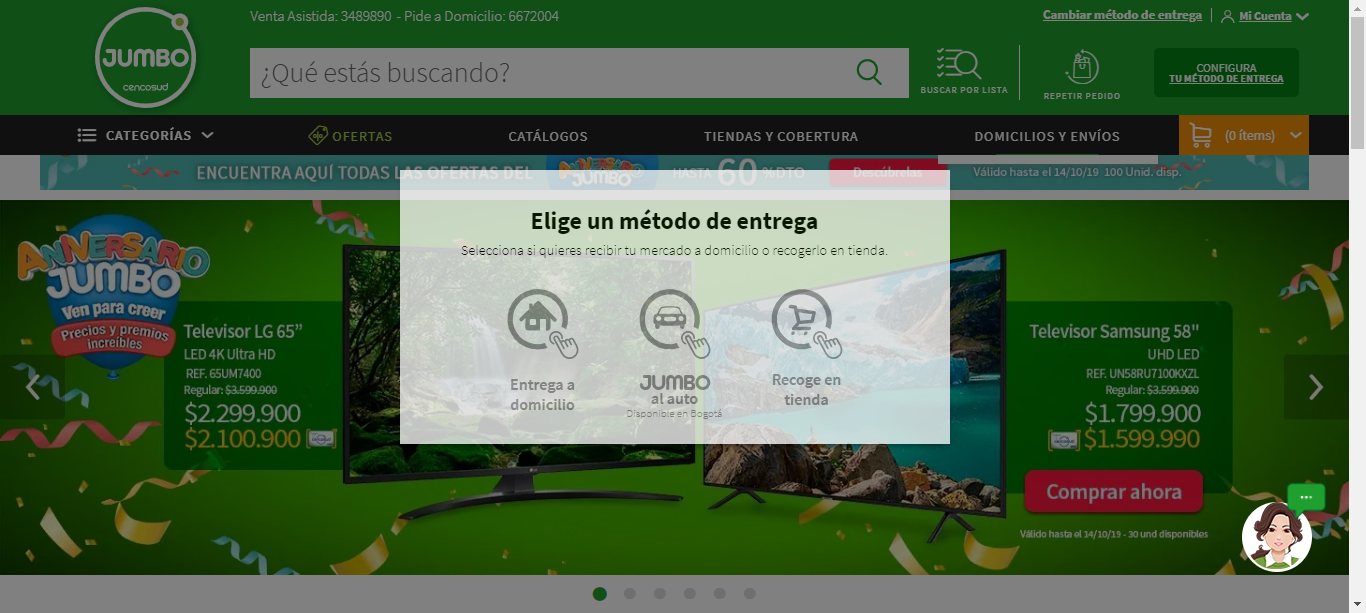 Venta Asistida: 3489890 - Pide a Domicilio: 6672004
Cambiar método de entrega
Mi Cuenta
JUMBO
cencosud
¿Qué estás buscando?
BUSCAR POR LISTA
REPETIR PEDIDO
CONFIGURA
TU MÉTODO DE ENTREGA
CATEGORÍAS
OFERTAS
CATÁLOGOS
TIENDAS Y COBERTURA
DOMICILIOS Y ENVÍOS
(0 ítems)
ENCUENTRA AQUÍ TODAS LAS OFERTAS DEL
ANIVERSARIO
JUMBO
HASTA 60 %DTO
Descúbrelas
Válido hasta el 14/10/19 100 Unid. disp.
Elige un método de entrega
Selecciona si quieres recibir tu mercado a domicilio o recogerlo en tienda.
Entrega a
domicilio
JUMBO
al auto
Disponible en Bogotá
Recoge en
tienda
ANIVERSARIO
JUMBO
Ven para creer
Precios y premios
increíbles
Televisor LG 65”
LED 4K Ultra HD
REF. 65UM7400
Regular: $3.599.900
$2.299.900
$2.100.900
LG
Televisor Samsung 58"
UHD LED
REF. UN58RU7100KXZL
Regular: $3.599.900
$1.799.900
$1.599.990
Comprar ahora
Válido hasta el 14/10/19 - 30 und disponibles